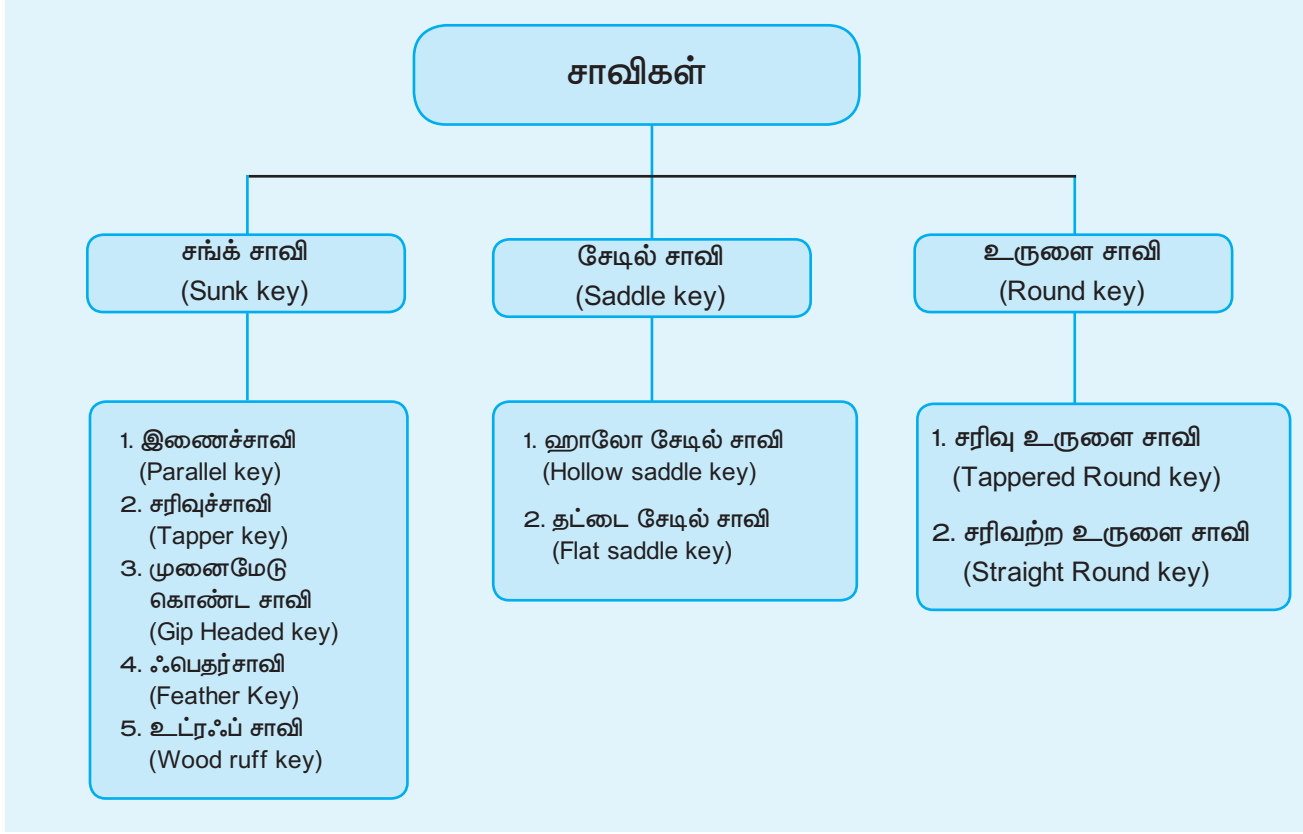 சாவிகள்
சங்க் சாவி
(Sunk key)
சேடில் சாவி
(Saddle key)
உருளை சாவி
(Round key)
1. இணைச்சாவி
(Parallel key)
2. சரிவுச்சாவி
(Tapper key)
3. முனைமேடு
கொண்ட சாவி
(Gip Headed key)
4. ஃபெதர்சாவி
(Feather Key)
5. உட்ரஃப் சாவி
(Wood ruff key)
1. ஹாலோ சேடில் சாவி
(Hollow saddle key)
2. தட்டை சேடில் சாவி
(Flat saddle key)
1. சரிவு உருளை சாவி
(Tappered Round key)
2. சரிவற்ற உருளை சாவி
(Straight Round key)